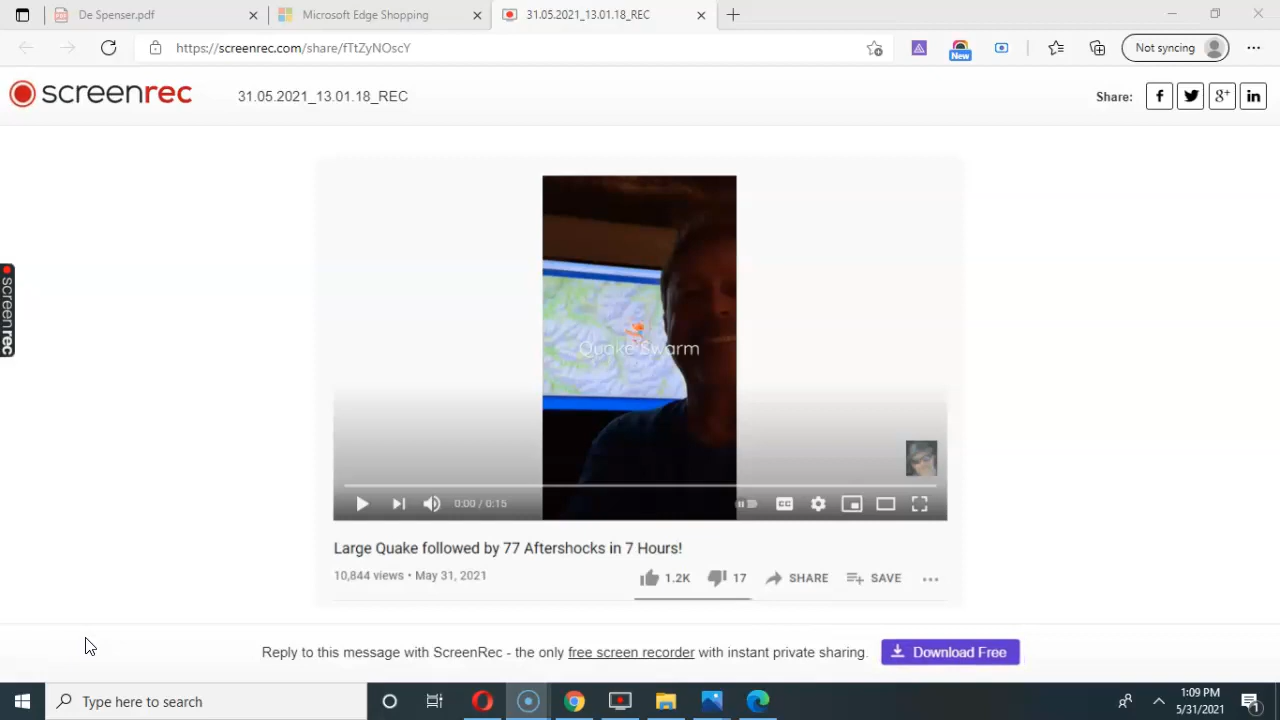 De Spenser.pdf
Microsoft Edge Shopping
31.05.2021_13.01.18_REC
https://screenrec.com/share/fTtZyNOscY
New
Not syncing
screenrec
31.05.2021_13.01.18_REC
Share:
screenrec
Quake Swarm
0:00 / 0:15
CC
Large Quake followed by 77 Aftershocks in 7 Hours!
10,844 views • May 31, 2021
1.2K
17
SHARE
SAVE
Reply to this message with ScreenRec - the only free screen recorder with instant private sharing.
Download Free
Type here to search
1:09 PM
5/31/2021
1